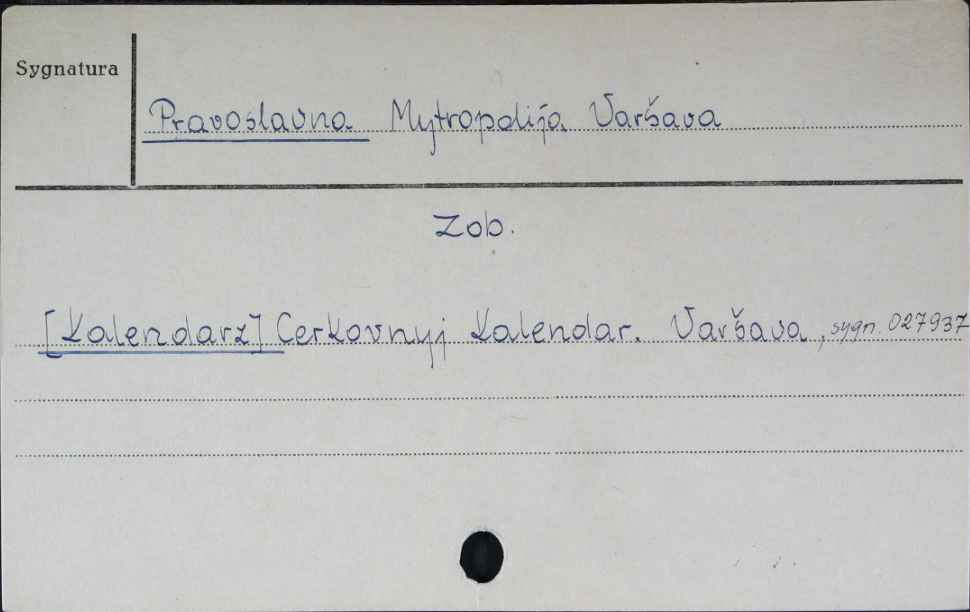 Sygnatura
Pravoslavna Mytropolija Varšava
Zob.
[Kalendarz] Cerkovnyj Kalendar. Varšava, sygn. 027937